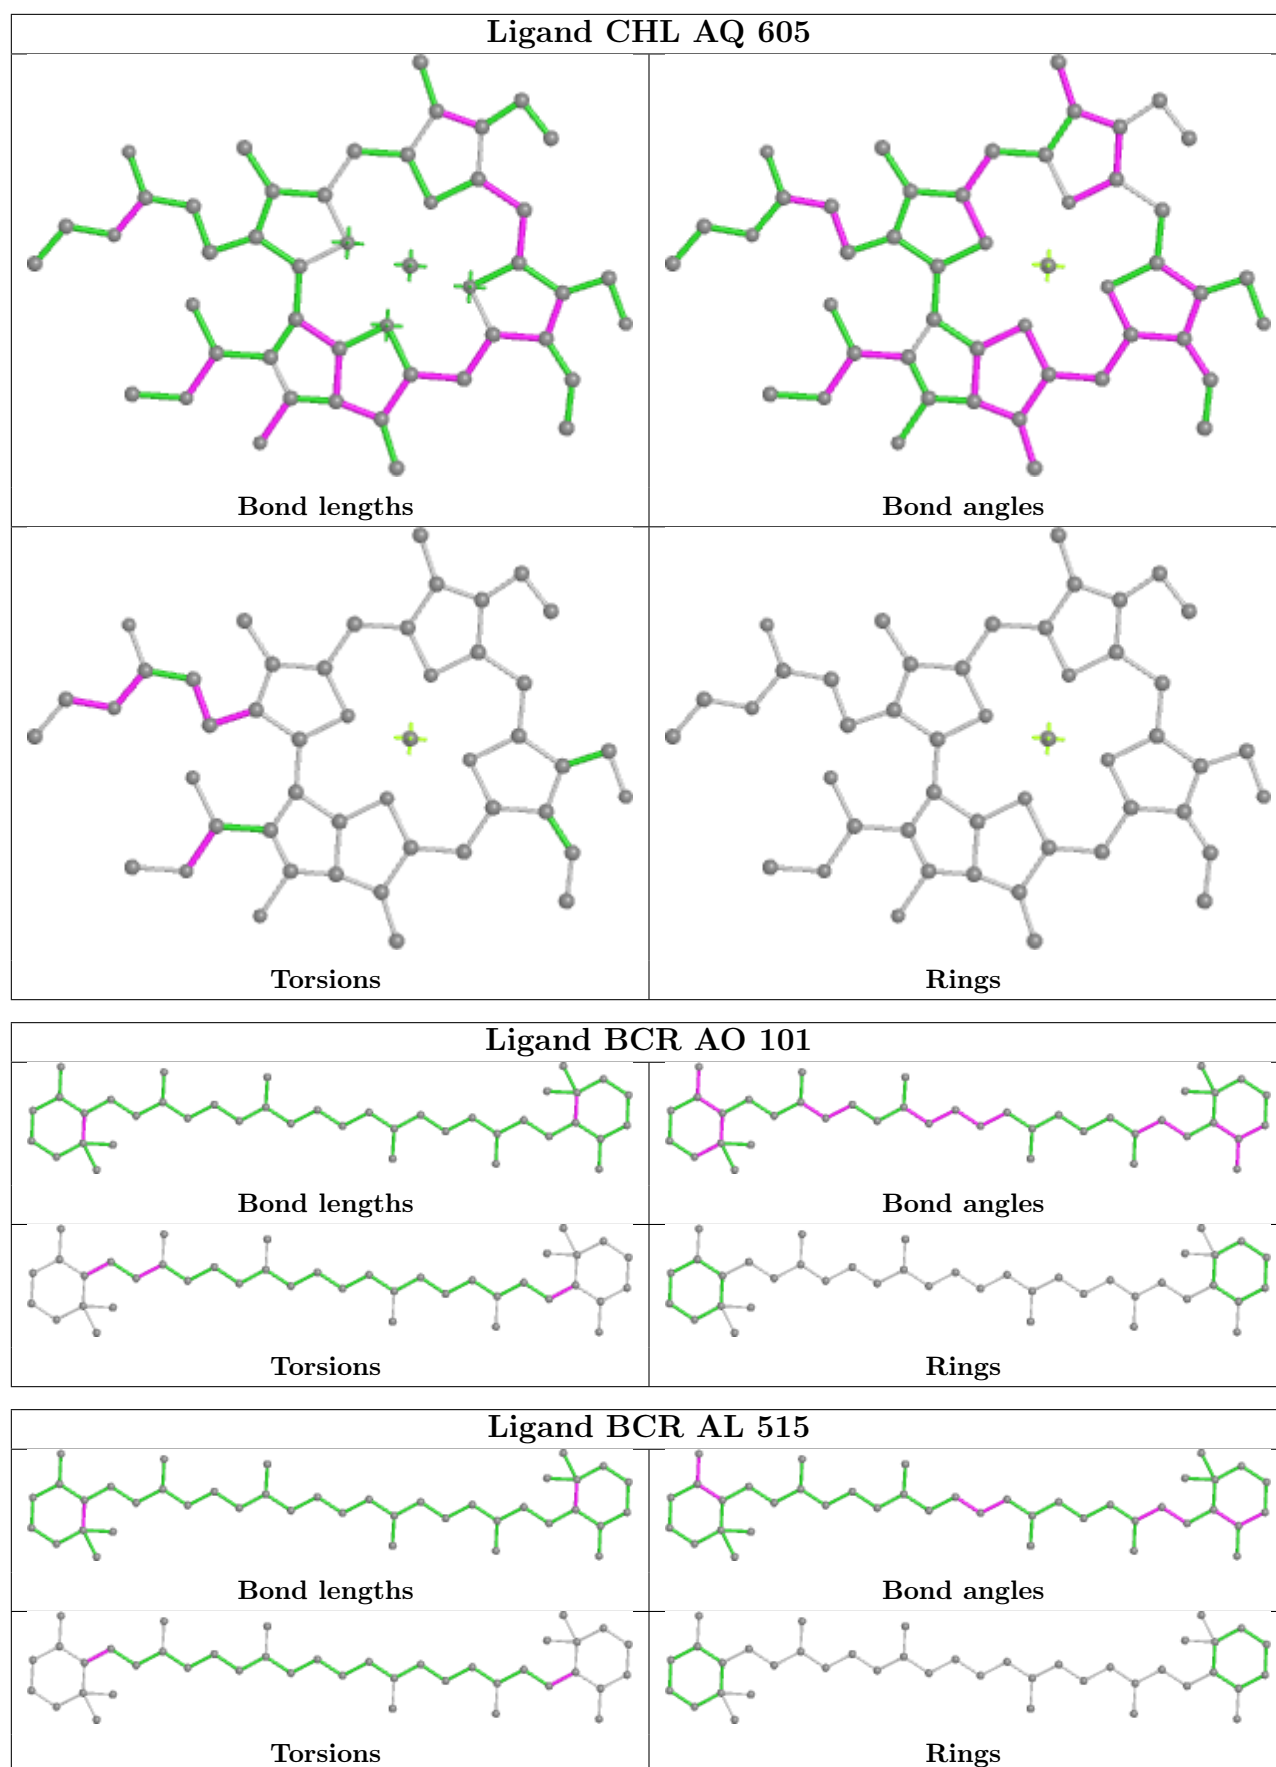 Ligand CHL AQ 605
Bond lengths
Bond angles
Torsions
Rings
Ligand BCR AO 101
Bond lengths
Bond angles
Torsions
Rings
Ligand BCR AL 515
Bond lengths
Bond angles
Torsions
Rings